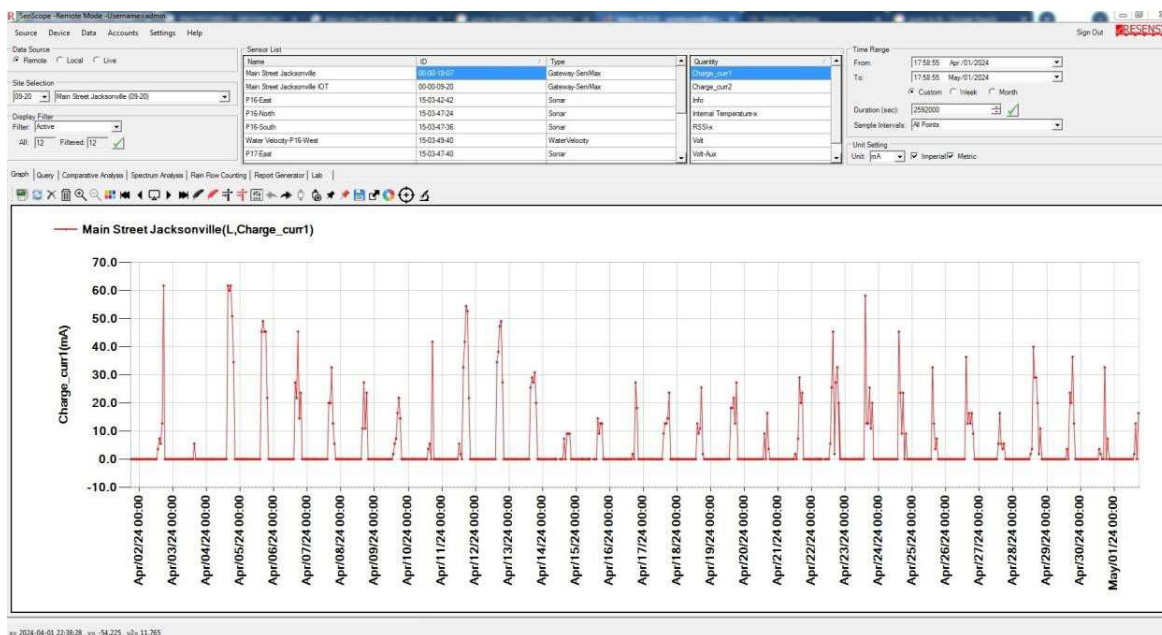 SenScope -Remote Mode -Username=admin
Source Device Data Accounts Settings Help
Sign Out RESENSYS
Data Source
Remote Local Live
Site Selection
09-20 Main Street Jacksonville (09-20)
Display Filter
Filter: Active
All: 12 Filtered: 12
Sensor List
Name ID Type
Main Street Jacksonville 00-00-18-07 Gateway-SeniMax
Main Street Jacksonville IOT 00-00-09-20 Gateway-SeniMax
P16-East 15-03-42-42 Sonar
P16-North 15-03-47-24 Sonar
P16-South 15-03-47-36 Sonar
Water Velocity-P16-West 15-03-49-40 WaterVelocity
P17-East 15-03-47-40 Sonar
Quantity
Charge_curr1
Charge_curr2
Info
Internal Temperature-x
RSSI-x
Volt
Volt-Aux
Time Range
From: 17:58:55 Apr /01/2024
To: 17:58:55 May/01/2024
Custom Week Month
Duration (sec): 2592000
Sample Intervals: All Points
Unit Setting
Unit: mA Imperial Metric
Graph Query Comparative Analysis Spectrum Analysis Rain Flow Counting Report Generator Lab
Main Street Jacksonville(L,Charge_curr1)
Charge_curr1(mA)
70.0
60.0
50.0
40.0
30.0
20.0
10.0
0.0
-10.0
Apr/02/24 00:00
Apr/03/24 00:00
Apr/04/24 00:00
Apr/05/24 00:00
Apr/06/24 00:00
Apr/07/24 00:00
Apr/08/24 00:00
Apr/09/24 00:00
Apr/10/24 00:00
Apr/11/24 00:00
Apr/12/24 00:00
Apr/13/24 00:00
Apr/14/24 00:00
Apr/15/24 00:00
Apr/16/24 00:00
Apr/17/24 00:00
Apr/18/24 00:00
Apr/19/24 00:00
Apr/20/24 00:00
Apr/21/24 00:00
Apr/22/24 00:00
Apr/23/24 00:00
Apr/24/24 00:00
Apr/25/24 00:00
Apr/26/24 00:00
Apr/27/24 00:00
Apr/28/24 00:00
Apr/29/24 00:00
Apr/30/24 00:00
May/01/24 00:00
x= 2024-04-01 22:38:28 y= -54.225 y2= 11.765